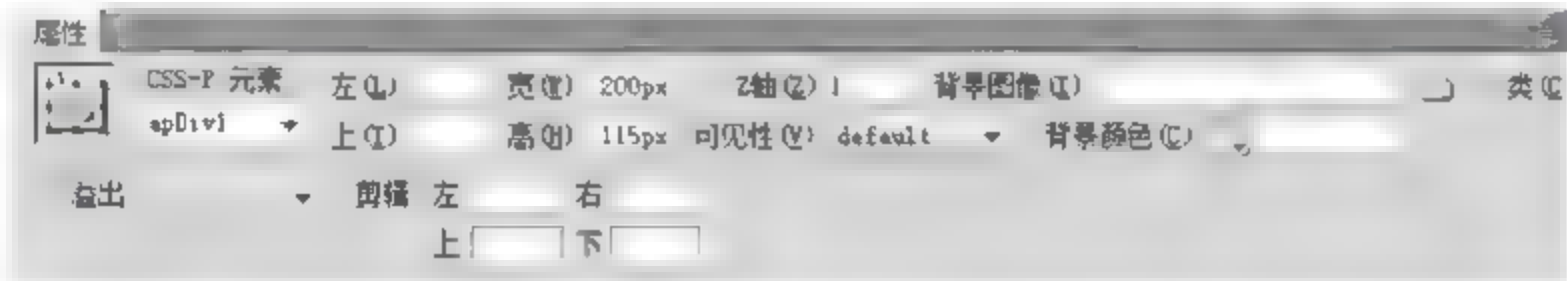 属性
CSS-P 元素 左(L) 宽(W) 200px Z轴(Z) 1 背景图像(I) 类(C
apDiv1 上(T) 高(H) 115px 可见性(V) default 背景颜色(C)
溢出 剪辑 左 右
上 下